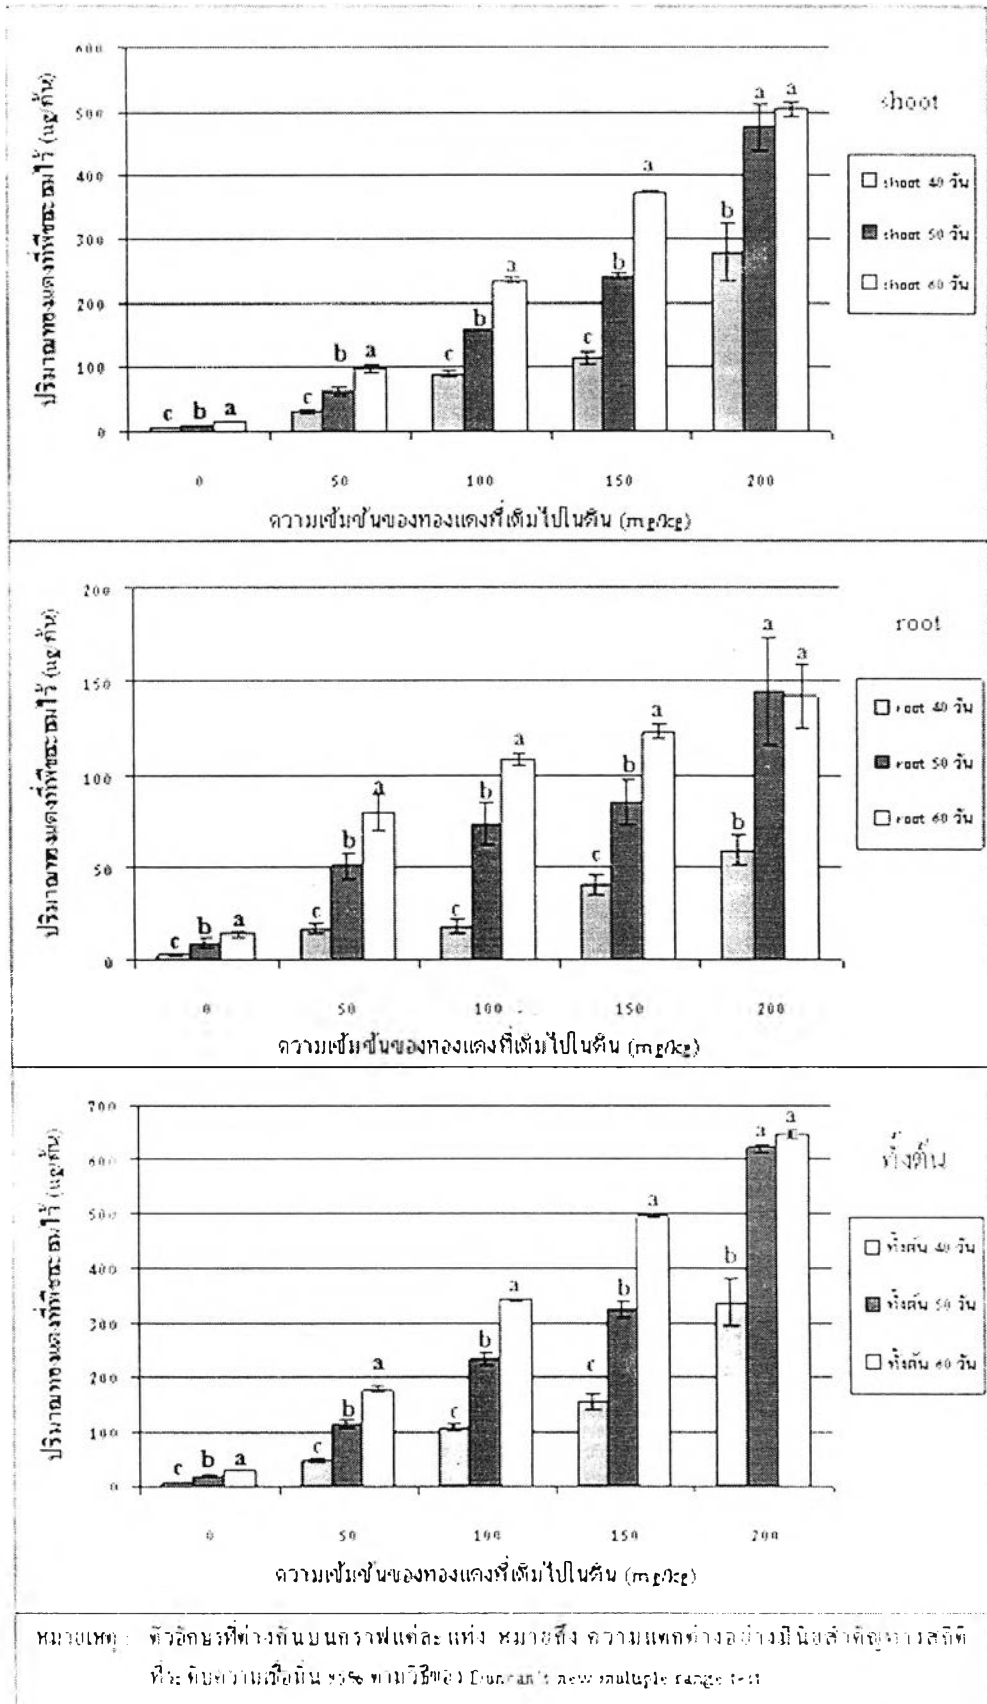 shoot
ปริมาณทองแดงที่พืชสะสมไว้ (ug/ต้น)
600
500
400
300
200
100
0
a
a
b
a
b
c
a
b
c
a
b
c
a
b
c
shoot 40 วัน
shoot 50 วัน
shoot 60 วัน
0 50 100 150 200
ความเข้มข้นของทองแดงที่เติมไปในดิน (mg/kg)
root
ปริมาณทองแดงที่พืชสะสมไว้ (ug/ต้น)
200
150
100
50
0
a
a
b
a
b
c
a
b
c
a
b
c
a
b
c
root 40 วัน
root 50 วัน
root 60 วัน
0 50 100 150 200
ความเข้มข้นของทองแดงที่เติมไปในดิน (mg/kg)
ทั้งต้น
ปริมาณทองแดงที่พืชสะสมไว้ (ug/ต้น)
700
600
500
400
300
200
100
0
a
a
b
a
b
c
a
b
c
a
b
c
a
b
c
ทั้งต้น 40 วัน
ทั้งต้น 50 วัน
ทั้งต้น 60 วัน
0 50 100 150 200
ความเข้มข้นของทองแดงที่เติมไปในดิน (mg/kg)
หมายเหตุ : ตัวอักษรที่ต่างกันบนกราฟแต่ละแท่ง หมายถึง ความแตกต่างอย่างมีนัยสำคัญทางสถิติ
ที่ระดับความเชื่อมั่น 95% ตามวิธีของ Duncan's new multiple range test